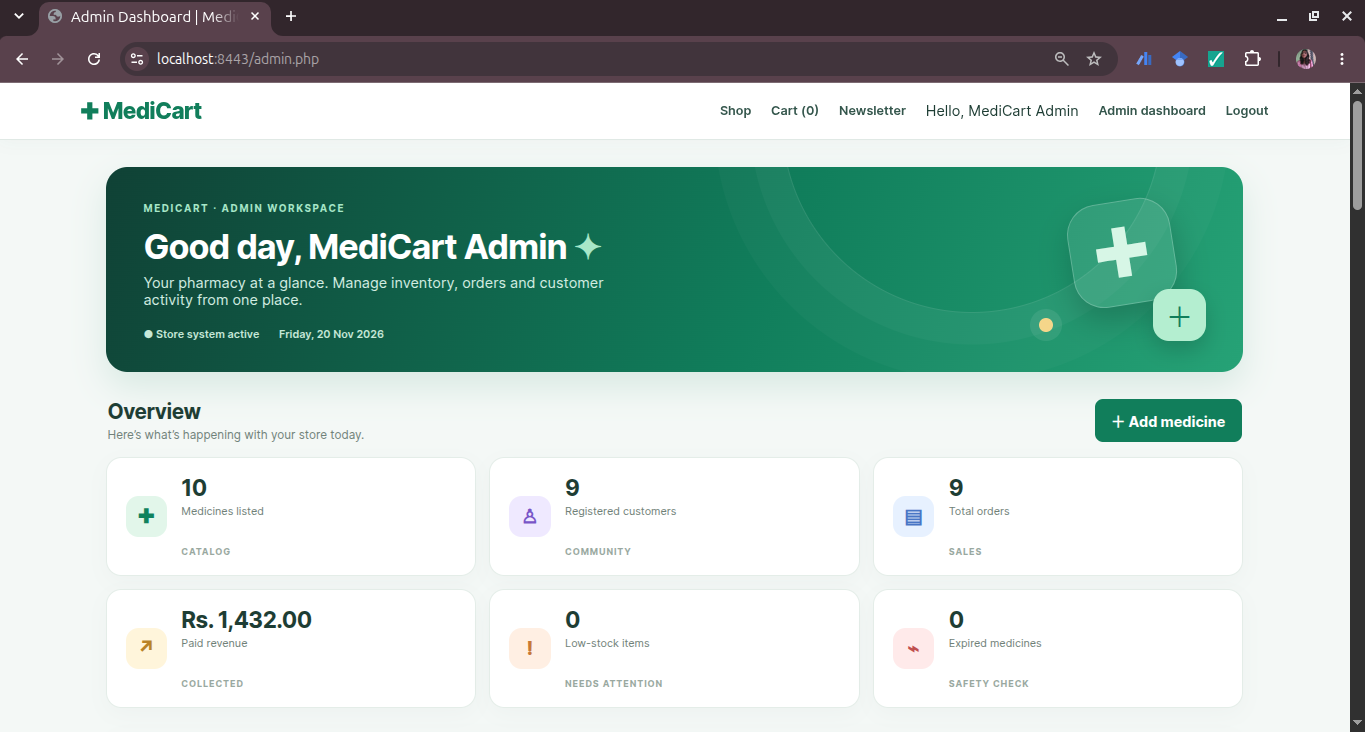 Admin Dashboard | Medi
localhost:8443/admin.php
MediCart
Shop Cart (0) Newsletter Hello, MediCart Admin Admin dashboard Logout
MEDICART · ADMIN WORKSPACE
Good day, MediCart Admin
Your pharmacy at a glance. Manage inventory, orders and customer
activity from one place.
Store system active Friday, 20 Nov 2026
Overview
Here's what's happening with your store today.
+ Add medicine
10
Medicines listed
CATALOG
9
Registered customers
COMMUNITY
9
Total orders
SALES
Rs. 1,432.00
Paid revenue
COLLECTED
!
0
Low-stock items
NEEDS ATTENTION
0
Expired medicines
SAFETY CHECK